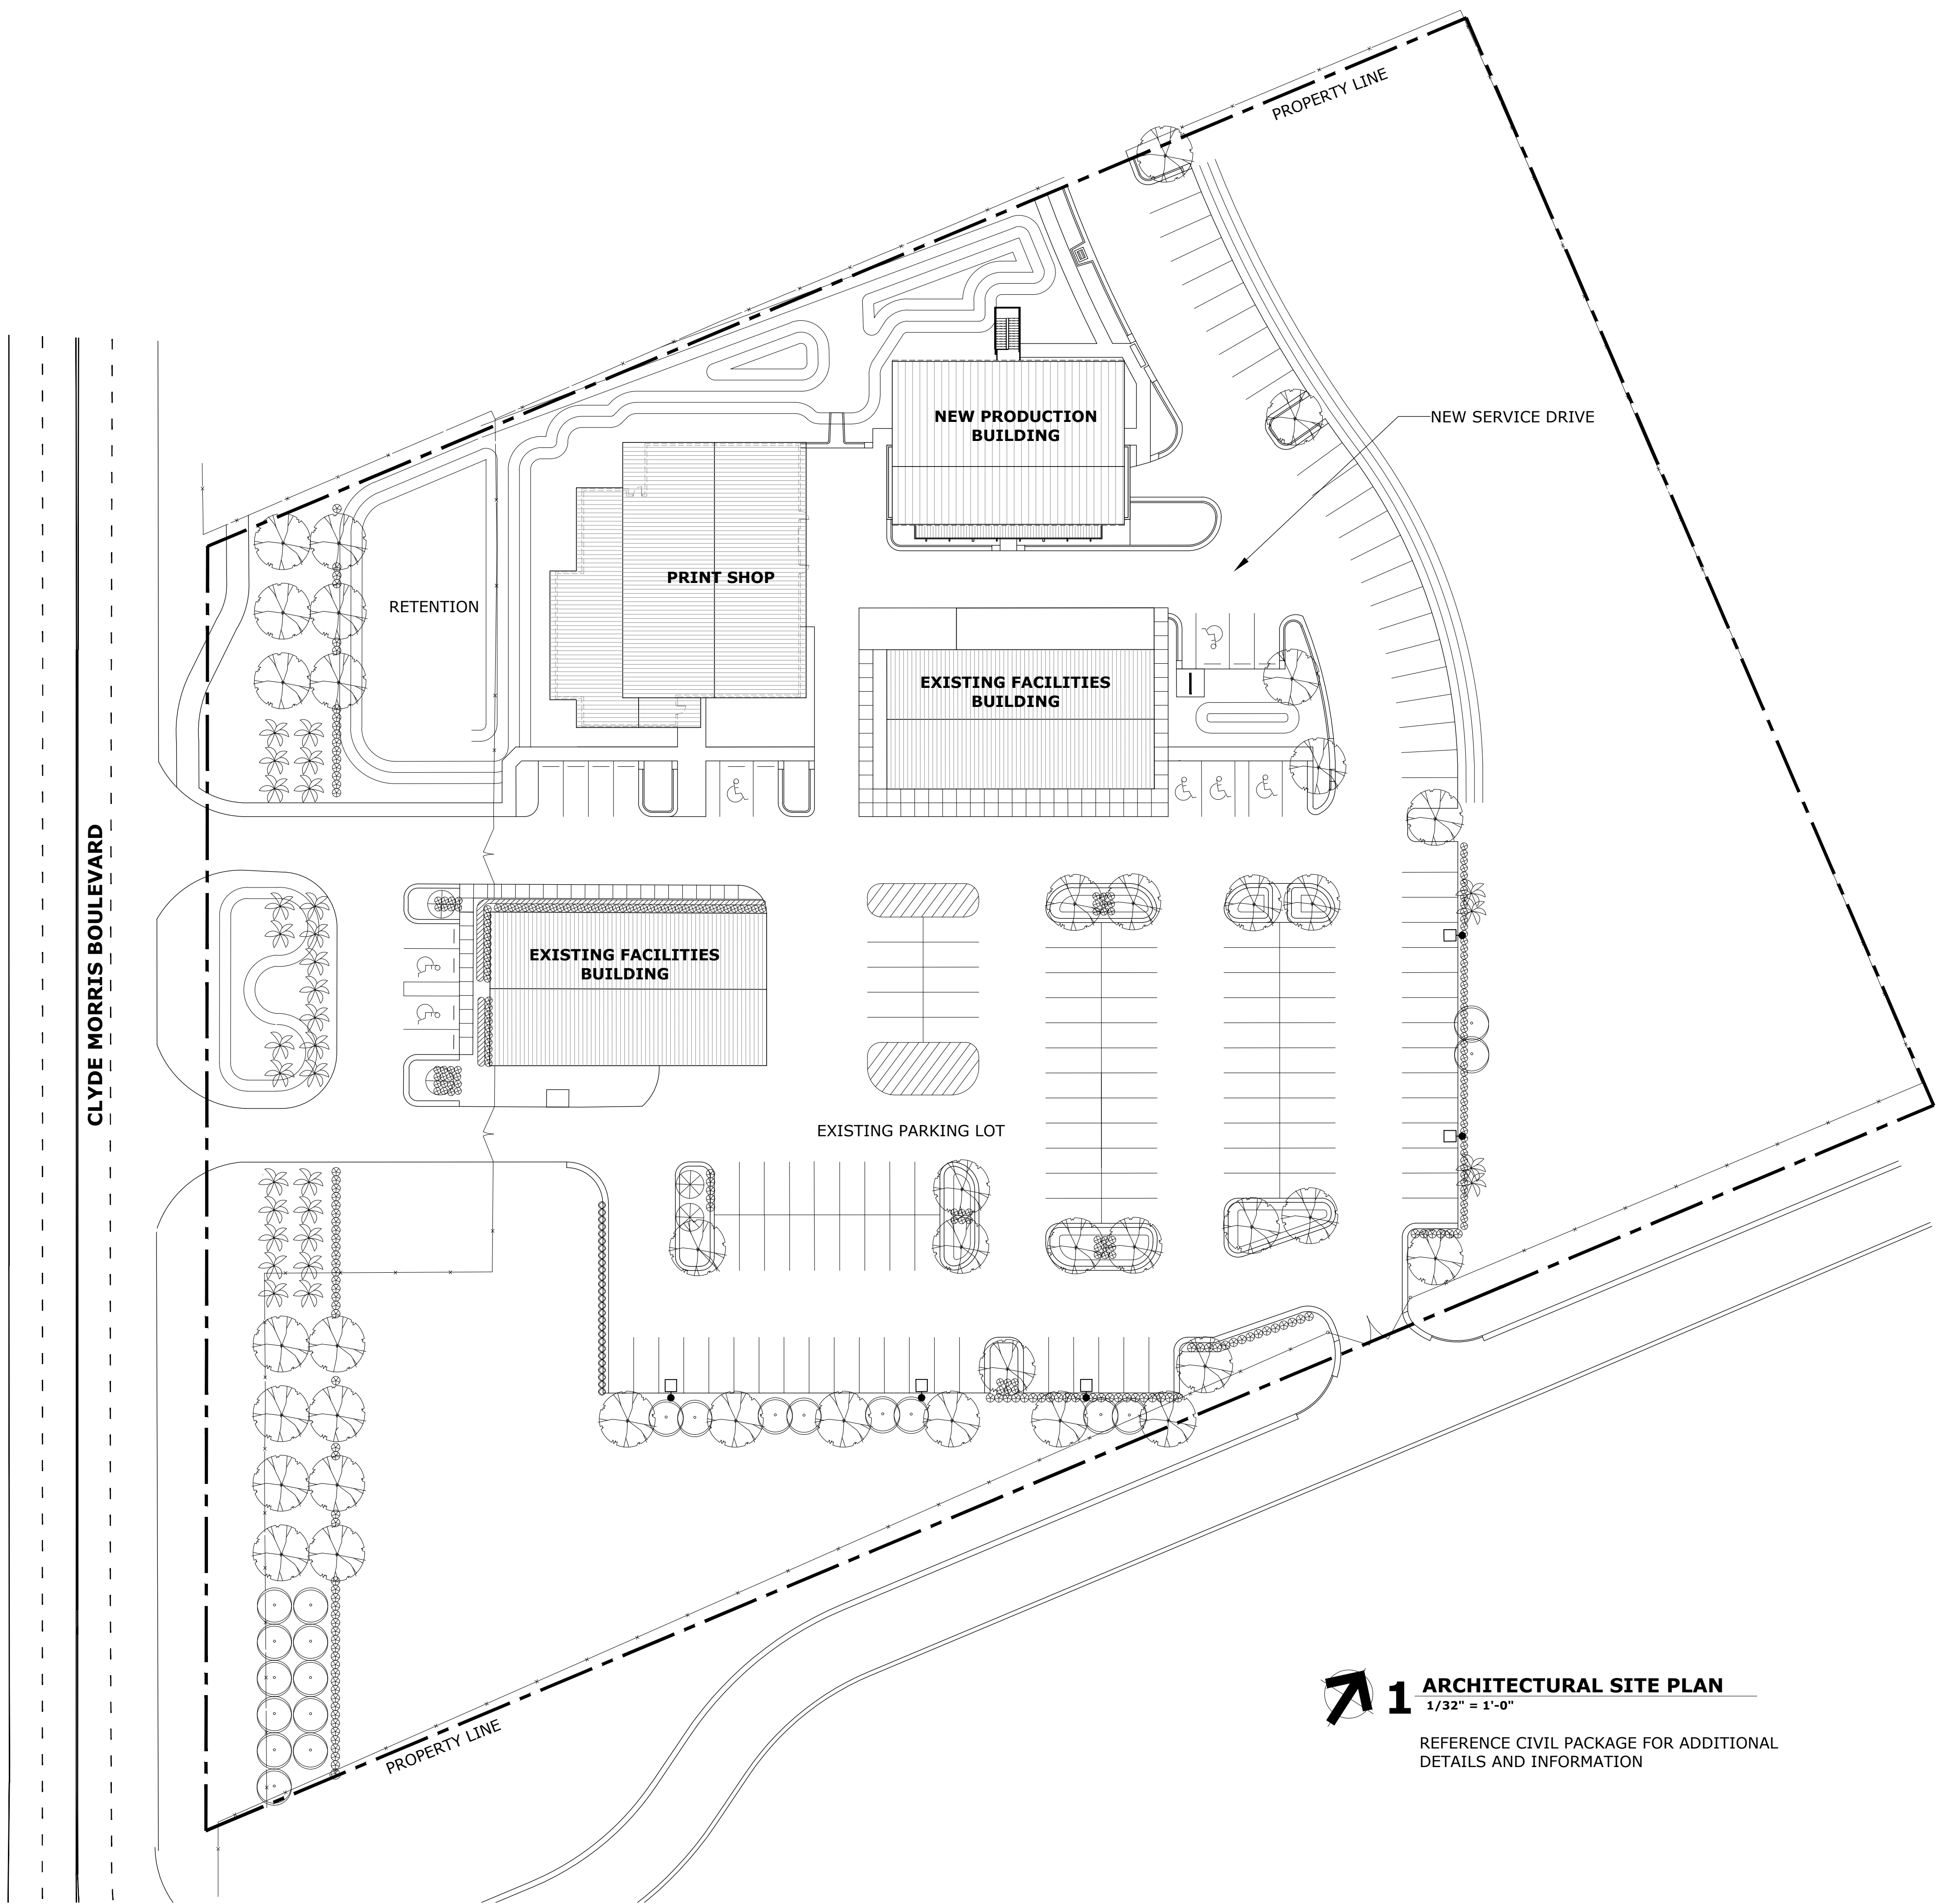 PROPERTY LINE
NEW PRODUCTION
BUILDING
NEW SERVICE DRIVE
PRINT SHOP
RETENTION
EXISTING FACILITIES
BUILDING
CLYDE MORRIS BOULEVARD
EXISTING FACILITIES
BUILDING
EXISTING PARKING LOT
PROPERTY LINE
1 ARCHITECTURAL SITE PLAN
1/32" = 1'-0"
REFERENCE CIVIL PACKAGE FOR ADDITIONAL
DETAILS AND INFORMATION